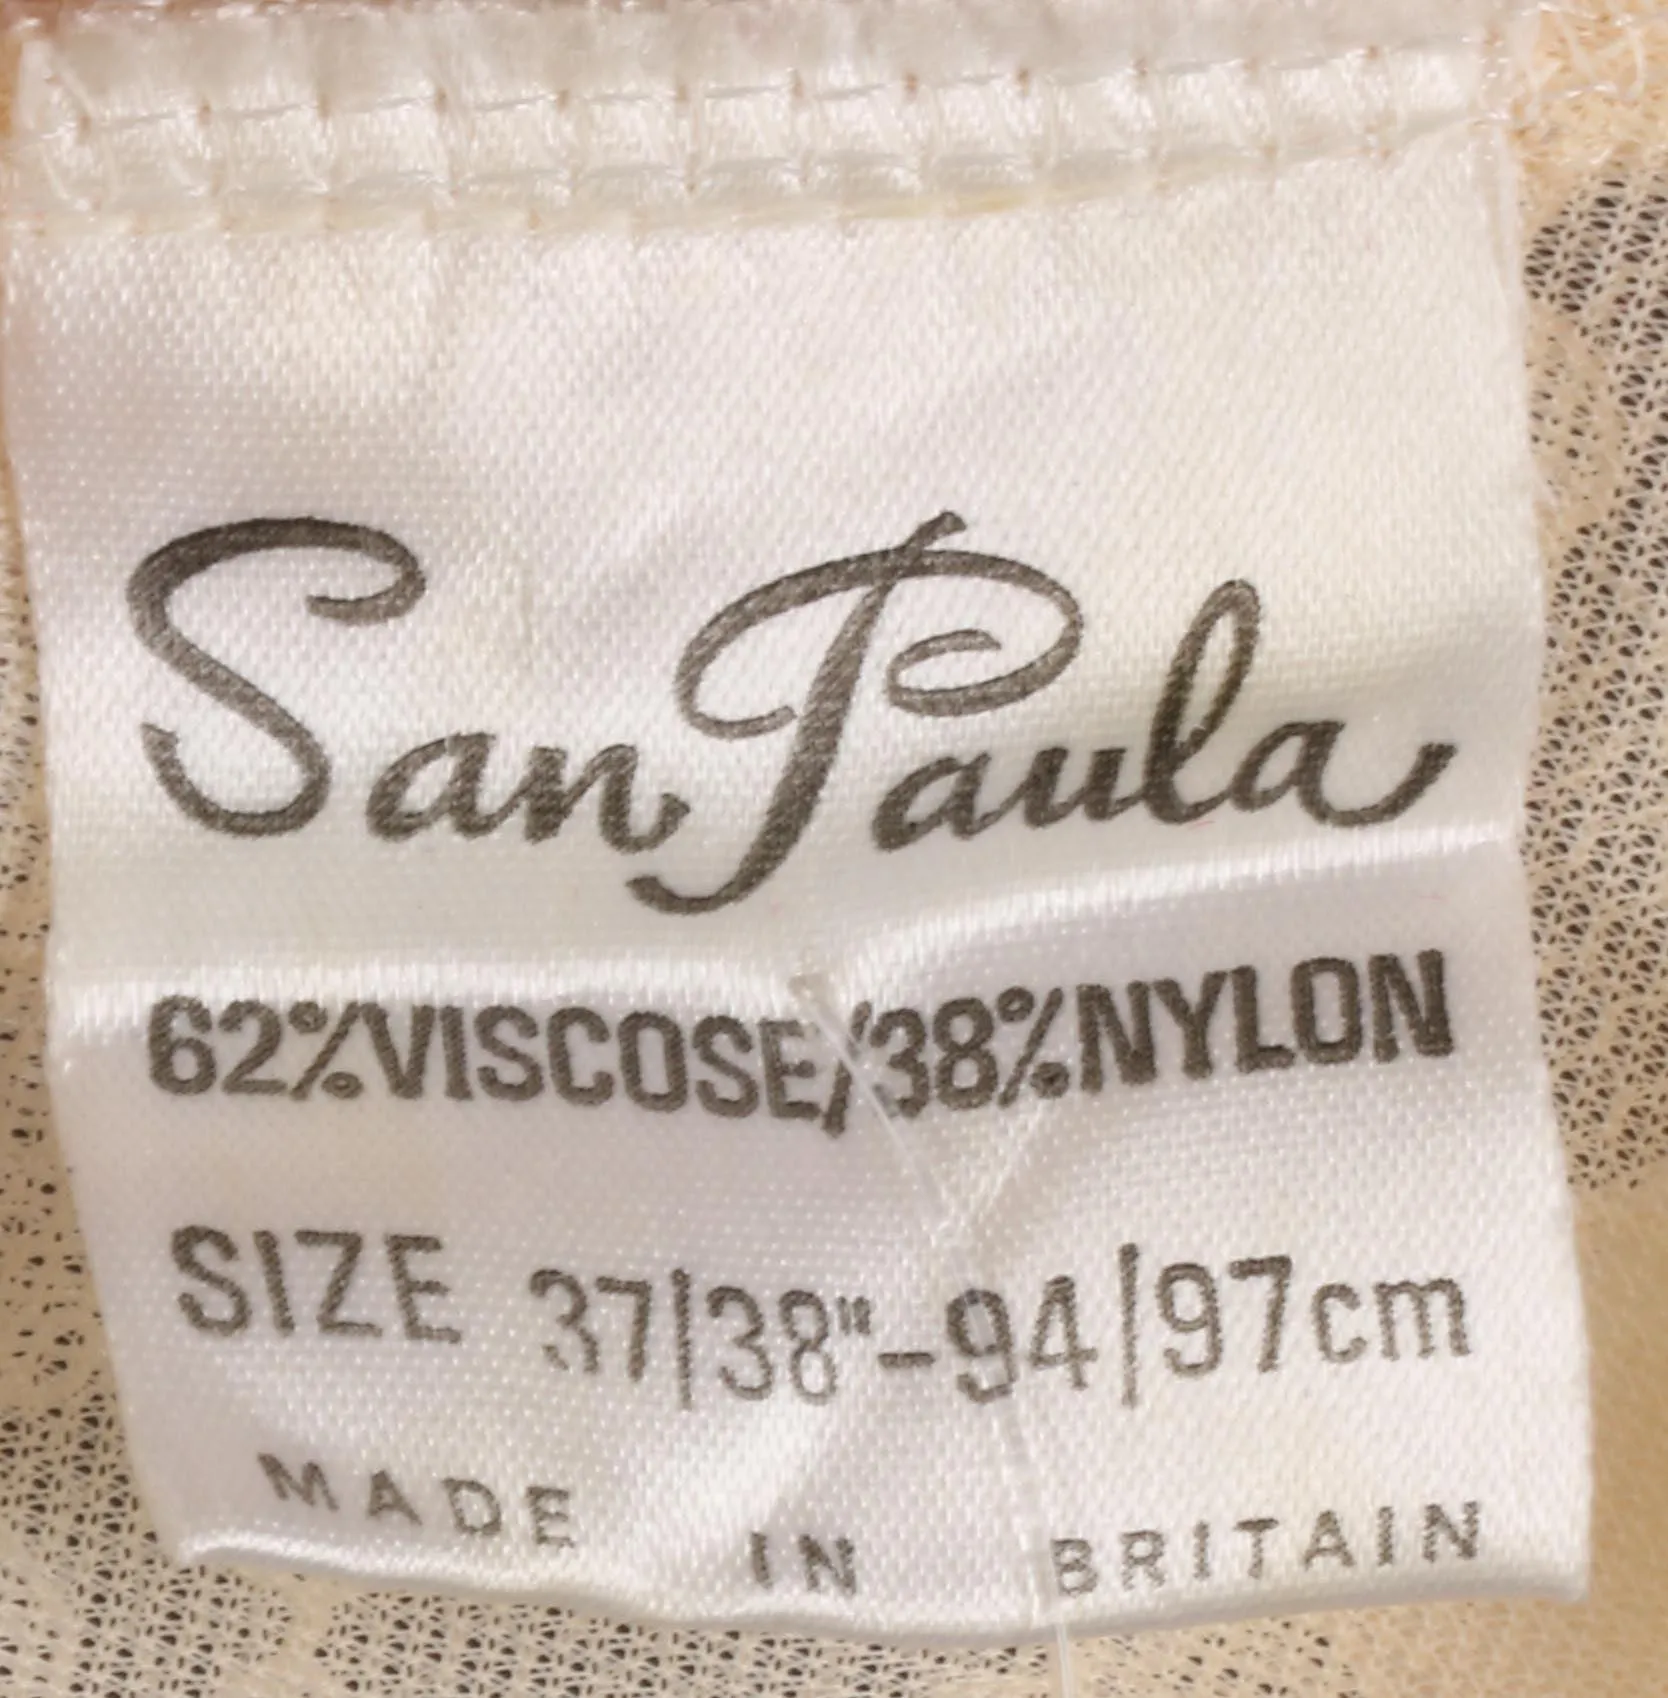 San Paula
62%VISCOSE/38%NYLON
SIZE 37/38"-94/97cm
MADE IN BRITAIN